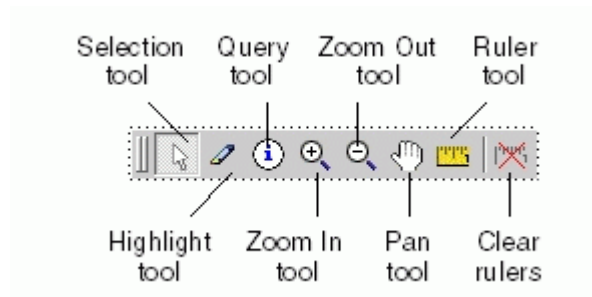 Selection tool
Query tool
Zoom Out tool
Ruler tool
Highlight tool
Zoom In tool
Pan tool
Clear rulers